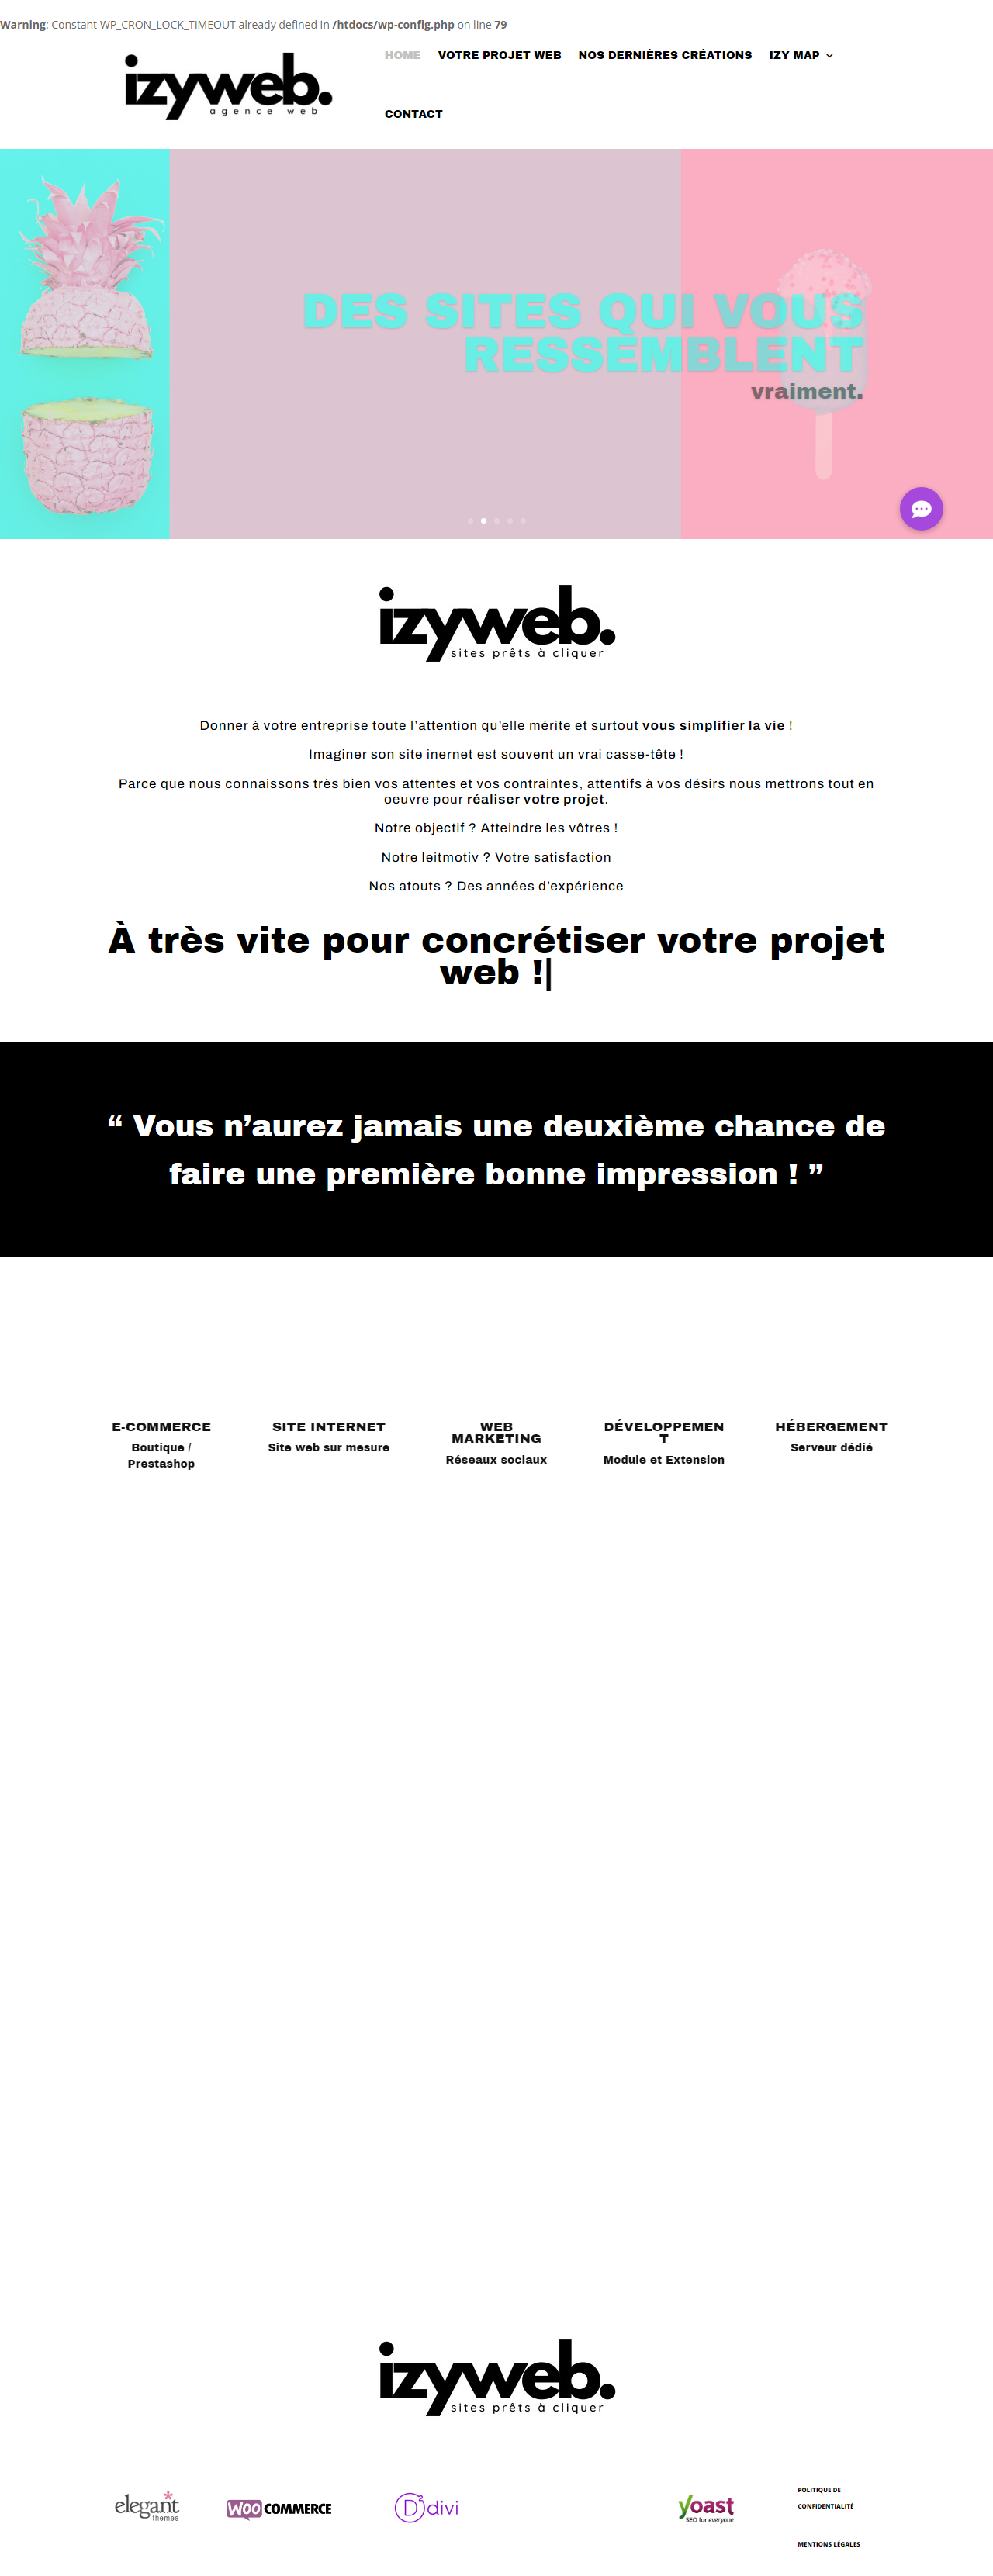 Warning: Constant WP_CRON_LOCK_TIMEOUT already defined in /htdocs/wp-config.php on line 79
izyweb.
agence web
HOME VOTRE PROJET WEB NOS DERNIÈRES CRÉATIONS IZY MAP
CONTACT
DES SITES QUI VOUS
RESSEMBLENT
vraiment.
izyweb.
sites prêts à cliquer
Donner à votre entreprise toute l’attention qu’elle mérite et surtout vous simplifier la vie !
Imaginer son site inernet est souvent un vrai casse-tête !
Parce que nous connaissons très bien vos attentes et vos contraintes, attentifs à vos désirs nous mettrons tout en
oeuvre pour réaliser votre projet.
Notre objectif ? Atteindre les vôtres !
Notre leitmotiv ? Votre satisfaction
Nos atouts ? Des années d’expérience
À très vite pour concrétiser votre projet
web !|
“ Vous n’aurez jamais une deuxième chance de
faire une première bonne impression ! ”
E-COMMERCE
Boutique /
Prestashop
SITE INTERNET
Site web sur mesure
WEB
MARKETING
Réseaux sociaux
DÉVELOPPEMEN
T
Module et Extension
HÉBERGEMENT
Serveur dédié
izyweb.
sites prêts à cliquer
elegant
themes
WOO COMMERCE
D divi
yoast
SEO for everyone
POLITIQUE DE
CONFIDENTIALITÉ
MENTIONS LÉGALES